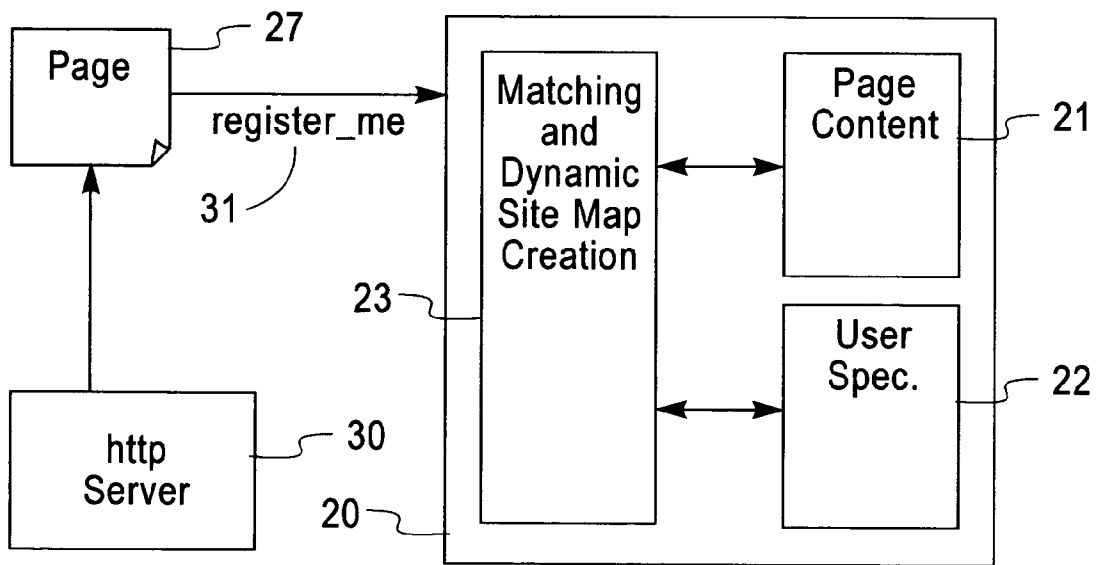 27
Page
register_me
31
http
Server
30
20
Matching
and
Dynamic
Site Map
Creation
23
Page
Content
21
User
Spec.
22